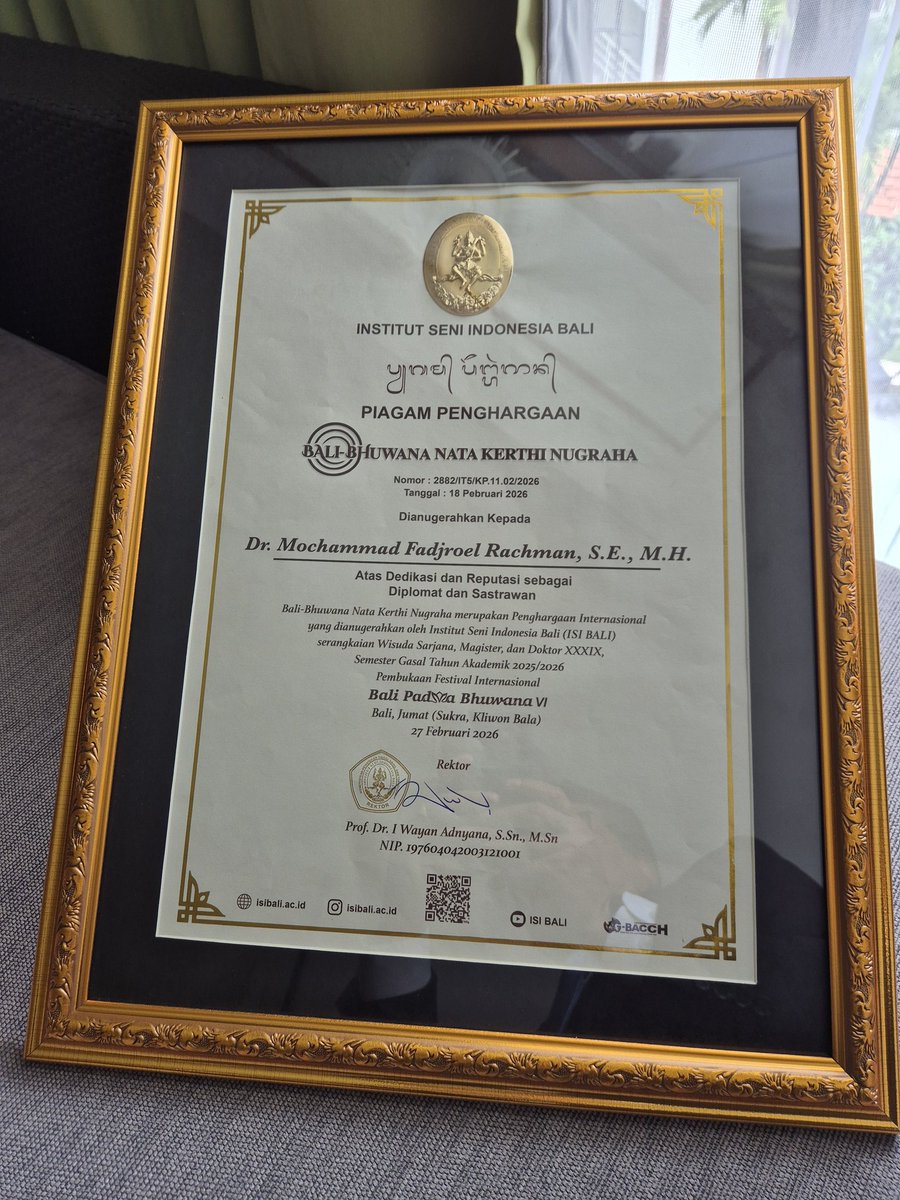 INSTITUT SENI INDONESIA BALI
PIAGAM PENGHARGAAN
BALI-BHUWANA NATA KERTHI NUGRAHA
Nomor : 2882/IT5/KP.11.02/2026
Tanggal : 18 Pebruari 2026
Dianugerahkan Kepada
Dr. Mochammad Fadjroel Rachman, S.E., M.H.
Atas Dedikasi dan Reputasi sebagai
Diplomat dan Sastrawan
Bali-Bhuwana Nata Kerthi Nugraha merupakan Penghargaan Internasional
yang dianugerahkan oleh Institut Seni Indonesia Bali (ISI BALI)
serangkaian Wisuda Sarjana, Magister, dan Doktor XXXIX,
Semester Gasal Tahun Akademik 2025/2026
Pembukaan Festival Internasional
Bali Padma Bhuwana VI
Bali, Jumat (Sukra, Kliwon Bala)
27 Februari 2026
Rektor
REKTOR
Prof. Dr. I Wayan Adnyana, S.Sn., M.Sn
NIP. 197604042003121001
isibali.ac.id
isibali.ac.id
ISI BALI
G-BACCH